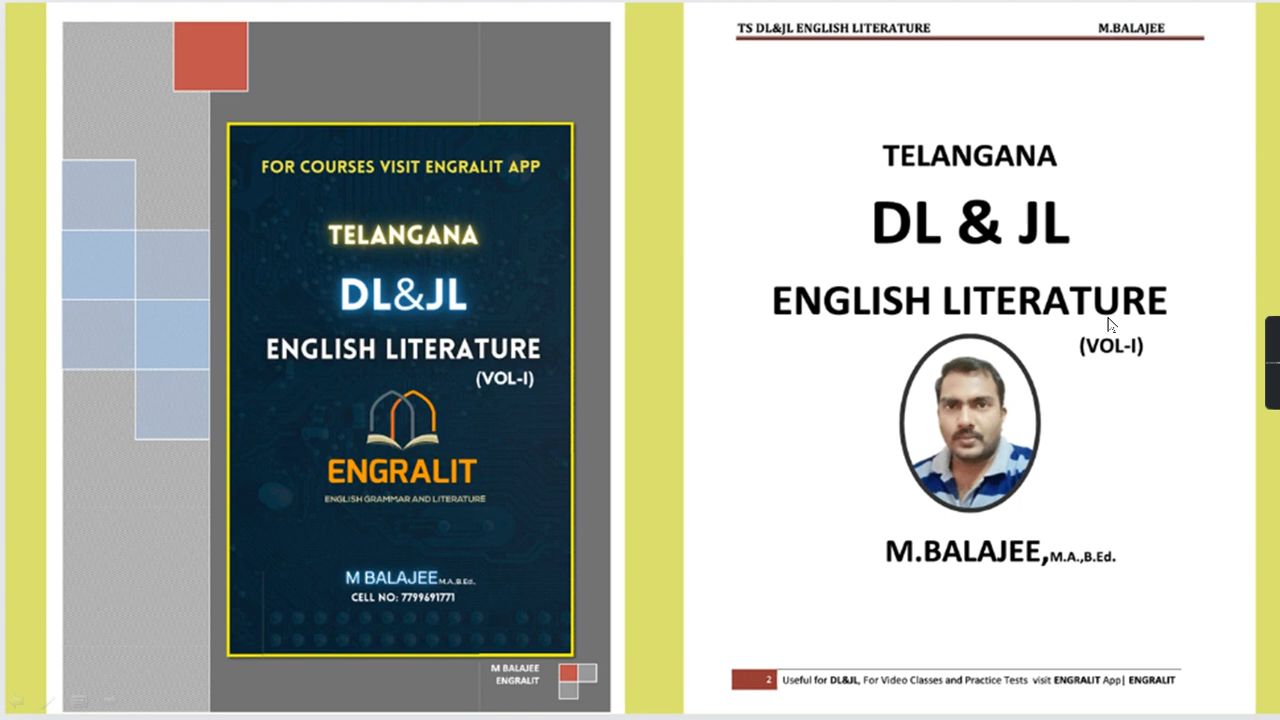 FOR COURSES VISIT ENGRALIT APP
TELANGANA
DL&JL
ENGLISH LITERATURE
(VOL-I)
ENGRALIT
ENGLISH GRAMMAR AND LITERATURE
M BALAJEE M.A.,B.Ed.,
CELL NO: 7799691771
M BALAJEE
ENGRALIT
TS DL&JL ENGLISH LITERATURE M.BALAJEE
TELANGANA
DL & JL
ENGLISH LITERATURE
(VOL-I)
M.BALAJEE,M.A.,B.Ed.
2 Useful for DL&JL, For Video Classes and Practice Tests visit ENGRALIT App| ENGRALIT